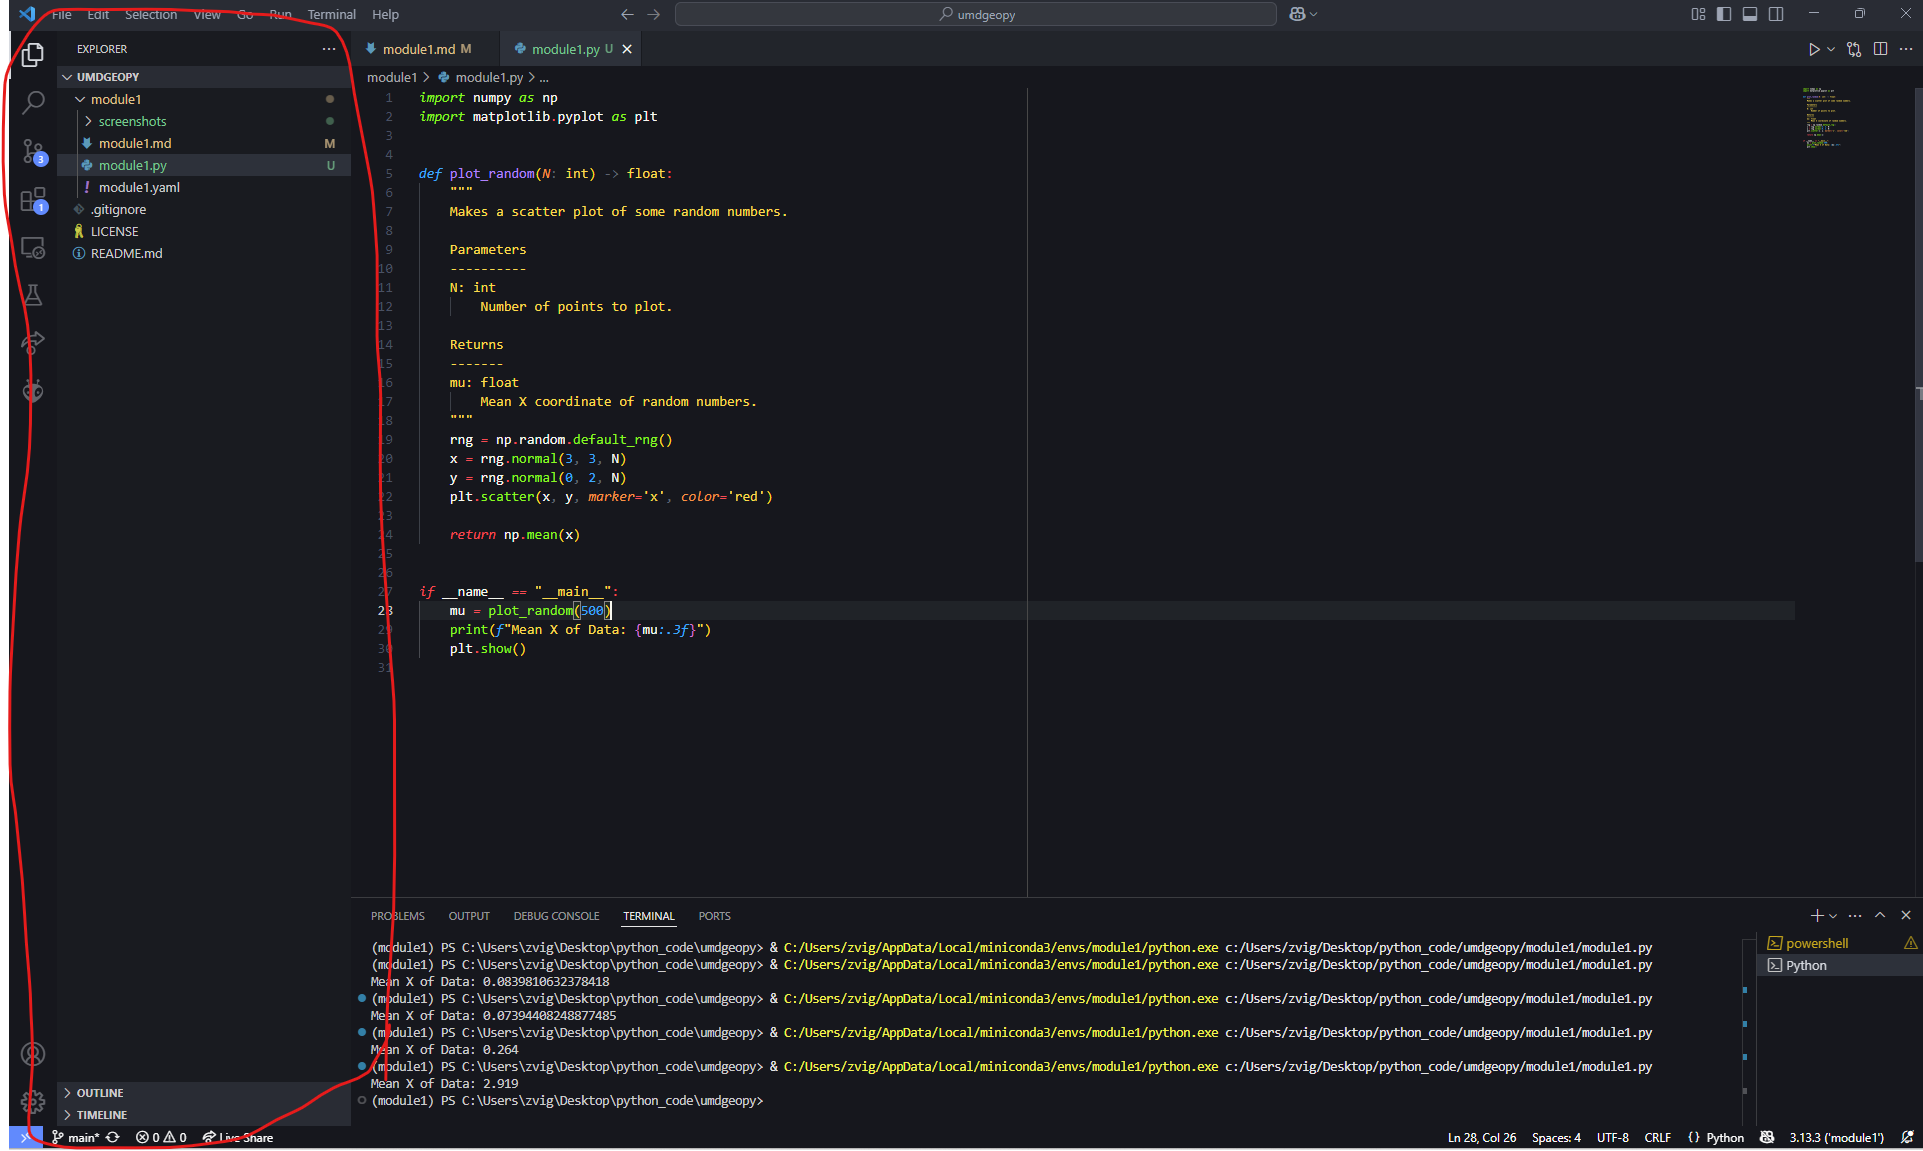 File Edit Selection View Go Run Terminal Help
umdgeopy
EXPLORER
UMDGEOPY
module1
screenshots
module1.md M
module1.py U
module1.yaml
.gitignore
LICENSE
README.md
3
1
OUTLINE
TIMELINE
module1.md M module1.py U
module1 > module1.py > ...
1 import numpy as np
2 import matplotlib.pyplot as plt
3
4
5 def plot_random(N: int) -> float:
6 """
7 Makes a scatter plot of some random numbers.
8
9 Parameters
10 ----------
11 N: int
12 Number of points to plot.
13
14 Returns
15 -------
16 mu: float
17 Mean X coordinate of random numbers.
18 """
19 rng = np.random.default_rng()
20 x = rng.normal(3, 3, N)
21 y = rng.normal(0, 2, N)
22 plt.scatter(x, y, marker='x', color='red')
23
24 return np.mean(x)
25
26
27 if __name__ == "__main__":
28 mu = plot_random(500)
29 print(f"Mean X of Data: {mu:.3f}")
30 plt.show()
31
PROBLEMS OUTPUT DEBUG CONSOLE TERMINAL PORTS
(module1) PS C:\Users\zvig\Desktop\python_code\umdgeopy> & C:/Users/zvig/AppData/Local/miniconda3/envs/module1/python.exe c:/Users/zvig/Desktop/python_code/umdgeopy/module1/module1.py
(module1) PS C:\Users\zvig\Desktop\python_code\umdgeopy> & C:/Users/zvig/AppData/Local/miniconda3/envs/module1/python.exe c:/Users/zvig/Desktop/python_code/umdgeopy/module1/module1.py
Mean X of Data: 0.0839810632378418
(module1) PS C:\Users\zvig\Desktop\python_code\umdgeopy> & C:/Users/zvig/AppData/Local/miniconda3/envs/module1/python.exe c:/Users/zvig/Desktop/python_code/umdgeopy/module1/module1.py
Mean X of Data: 0.07394408248877485
(module1) PS C:\Users\zvig\Desktop\python_code\umdgeopy> & C:/Users/zvig/AppData/Local/miniconda3/envs/module1/python.exe c:/Users/zvig/Desktop/python_code/umdgeopy/module1/module1.py
Mean X of Data: 0.264
(module1) PS C:\Users\zvig\Desktop\python_code\umdgeopy> & C:/Users/zvig/AppData/Local/miniconda3/envs/module1/python.exe c:/Users/zvig/Desktop/python_code/umdgeopy/module1/module1.py
Mean X of Data: 2.919
(module1) PS C:\Users\zvig\Desktop\python_code\umdgeopy>
powershell
Python
main* 0 0 Live Share
Ln 28, Col 26 Spaces: 4 UTF-8 CRLF {} Python 3.13.3 ('module1')